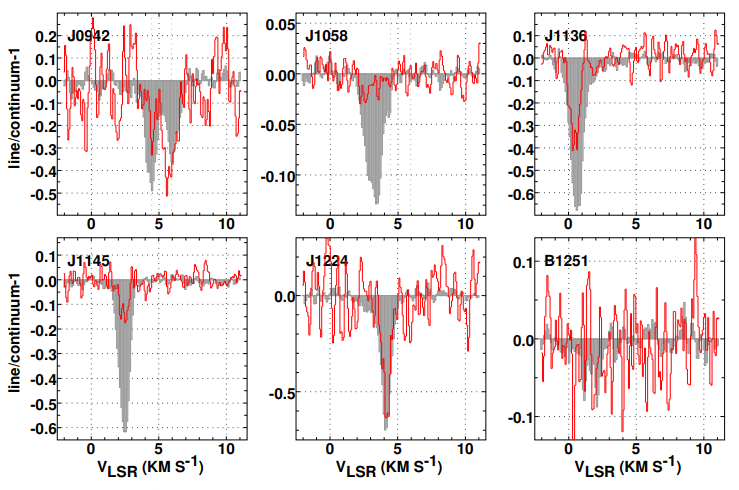 J0942 J1058 J1136
0.2 0.05 0.1
0.1 0.0
0.0 0.00 -0.1
-0.1 -0.2
-0.2 -0.05 -0.3
-0.3 -0.4
-0.4 -0.10 -0.5
-0.5 -0.6
line/continuum-1
0 5 10 0 5 10 0 5 10
J1145 J1224 B1251
0.1 0.1
0.0 0.0
-0.1
-0.2 0.0
-0.3
-0.4
-0.5 -0.5 -0.1
-0.6
line/continuum-1
0 5 10 0 5 10 0 5 10
VLSR (KM S-1) VLSR (KM S-1) VLSR (KM S-1)